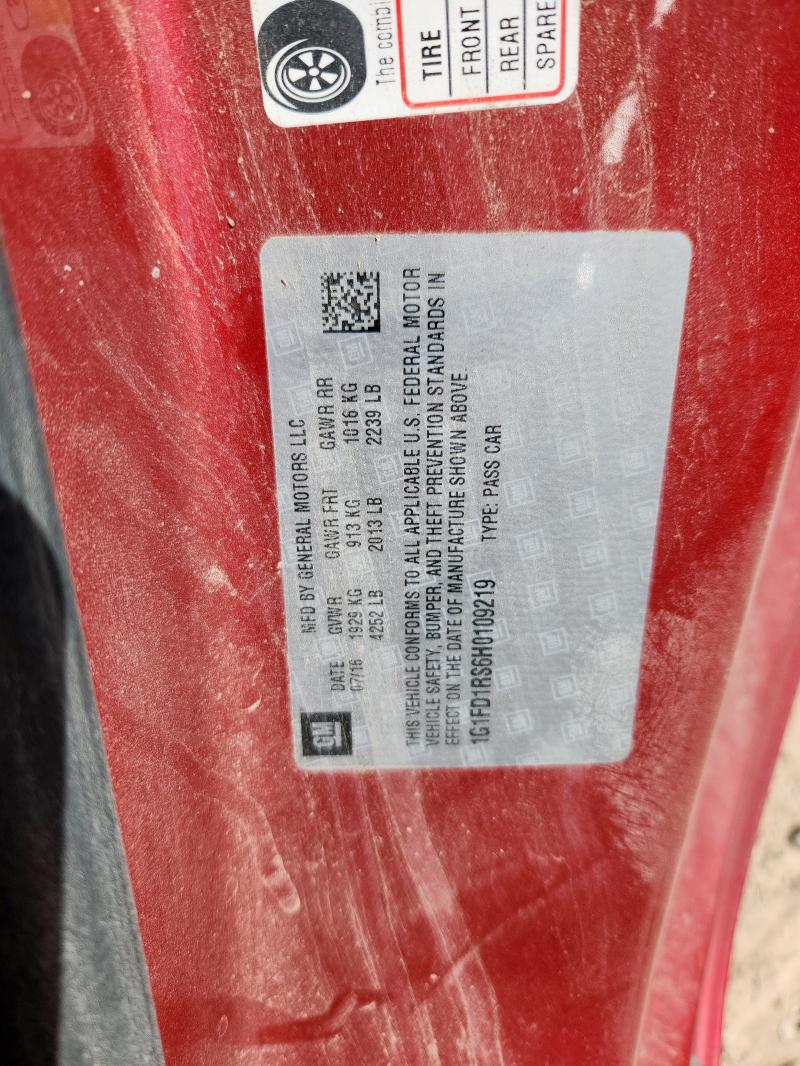 The combi
TIRE
FRONT
REAR
SPARE
GM
MFD BY GENERAL MOTORS LLC
DATE GVWR GAWR FRT GAWR RR
07/16 1929 KG 913 KG 1016 KG
4252 LB 2013 LB 2239 LB
THIS VEHICLE CONFORMS TO ALL APPLICABLE U.S. FEDERAL MOTOR
VEHICLE SAFETY, BUMPER, AND THEFT PREVENTION STANDARDS IN
EFFECT ON THE DATE OF MANUFACTURE SHOWN ABOVE.
1G1FD1RS6H0109219 TYPE: PASS CAR